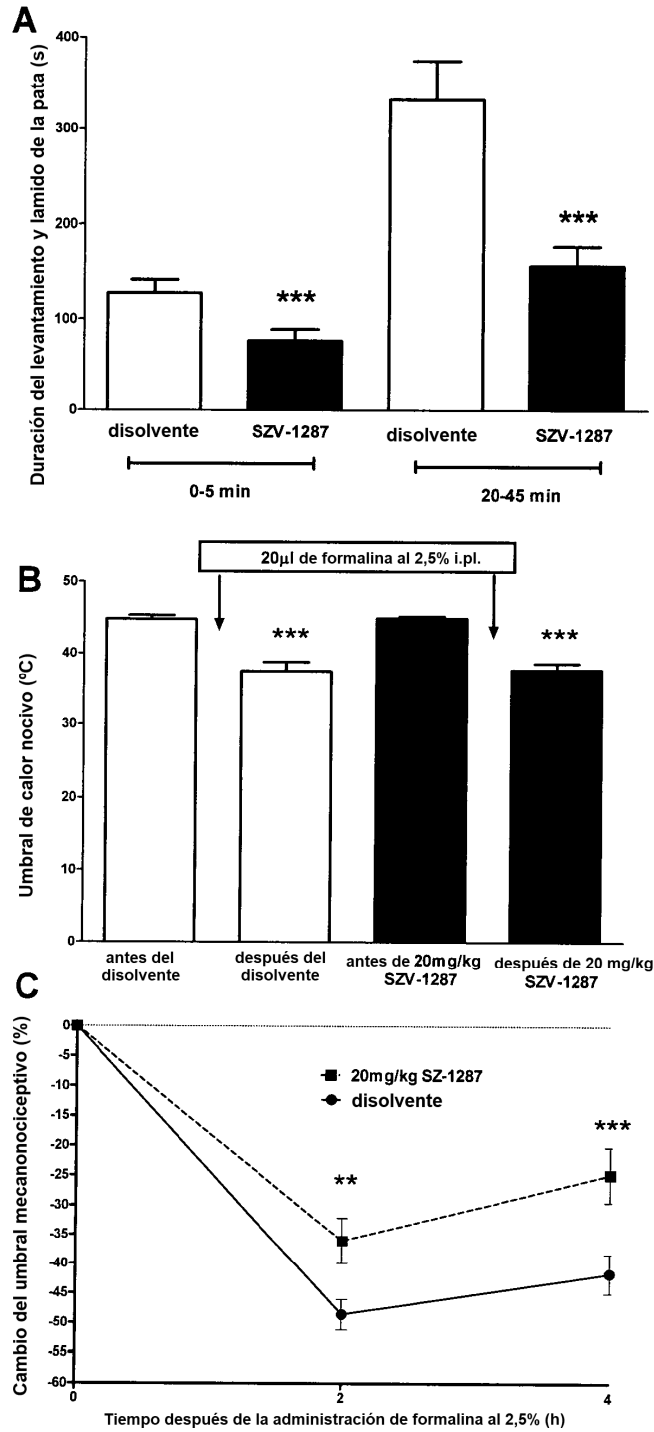 A
Duración del levantamiento y lamido de la pata (s)
400
300
200
100
0
***
***
disolvente
SZV-1287
disolvente
SZV-1287
0-5 min
20-45 min
B
20µl de formalina al 2,5% i.pl.
Umbral de calor nocivo (ºC)
50
40
30
20
10
0
***
***
antes del
disolvente
después del
disolvente
antes de 20mg/kg
SZV-1287
después de 20 mg/kg
SZV-1287
C
Cambio del umbral mecanonociceptivo (%)
0
-5
-10
-15
-20
-25
-30
-35
-40
-45
-50
-55
-60
20mg/kg SZ-1287
disolvente
**
***
0
2
4
Tiempo después de la administración de formalina al 2,5% (h)